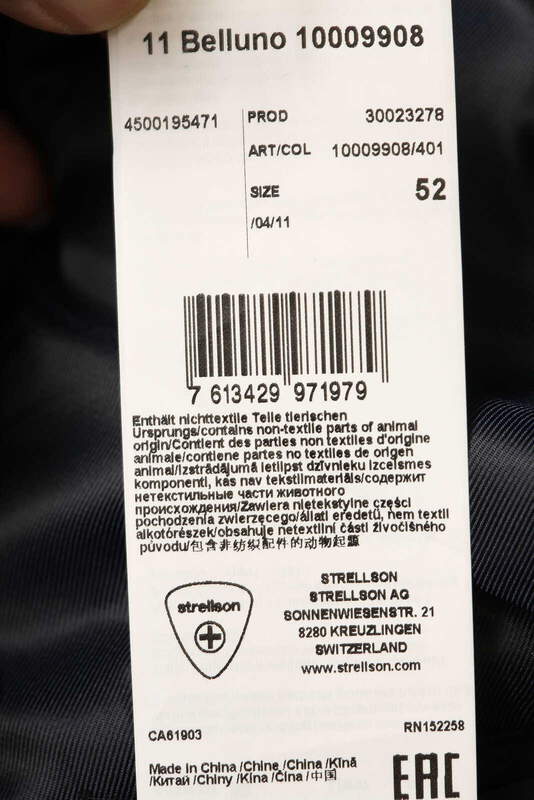 11 Belluno 10009908
4500195471
PROD 30023278
ART/COL 10009908/401
SIZE 52
/04/11
7 613429 971979
Enthält nichttextile Teile tierischen
Ursprungs/contains non-textile parts of animal
origin/Contient des parties non textiles d'origine
animale/contiene partes no textiles de origen
animal/Izstrādājumā ietilpst dzīvnieku izcelsmes
komponenti, kas nav tekstilmateriāls/содержит
нетекстильные части животного
происхождения/Zawiera nietekstylne części
pochodzenia zwierzęcego/állati eredetű, nem textil
alkotórészek/obsahuje netextilní části živočišného
původu/包含非纺织配件的动物起源
strellson
STRELLSON
STRELLSON AG
SONNENWIESENSTR. 21
8280 KREUZLINGEN
SWITZERLAND
www.strellson.com
CA61903
RN152258
Made in China /Chine /China /Ķīnā
/Китай /Chiny /Kína /Čína /中国
EAC